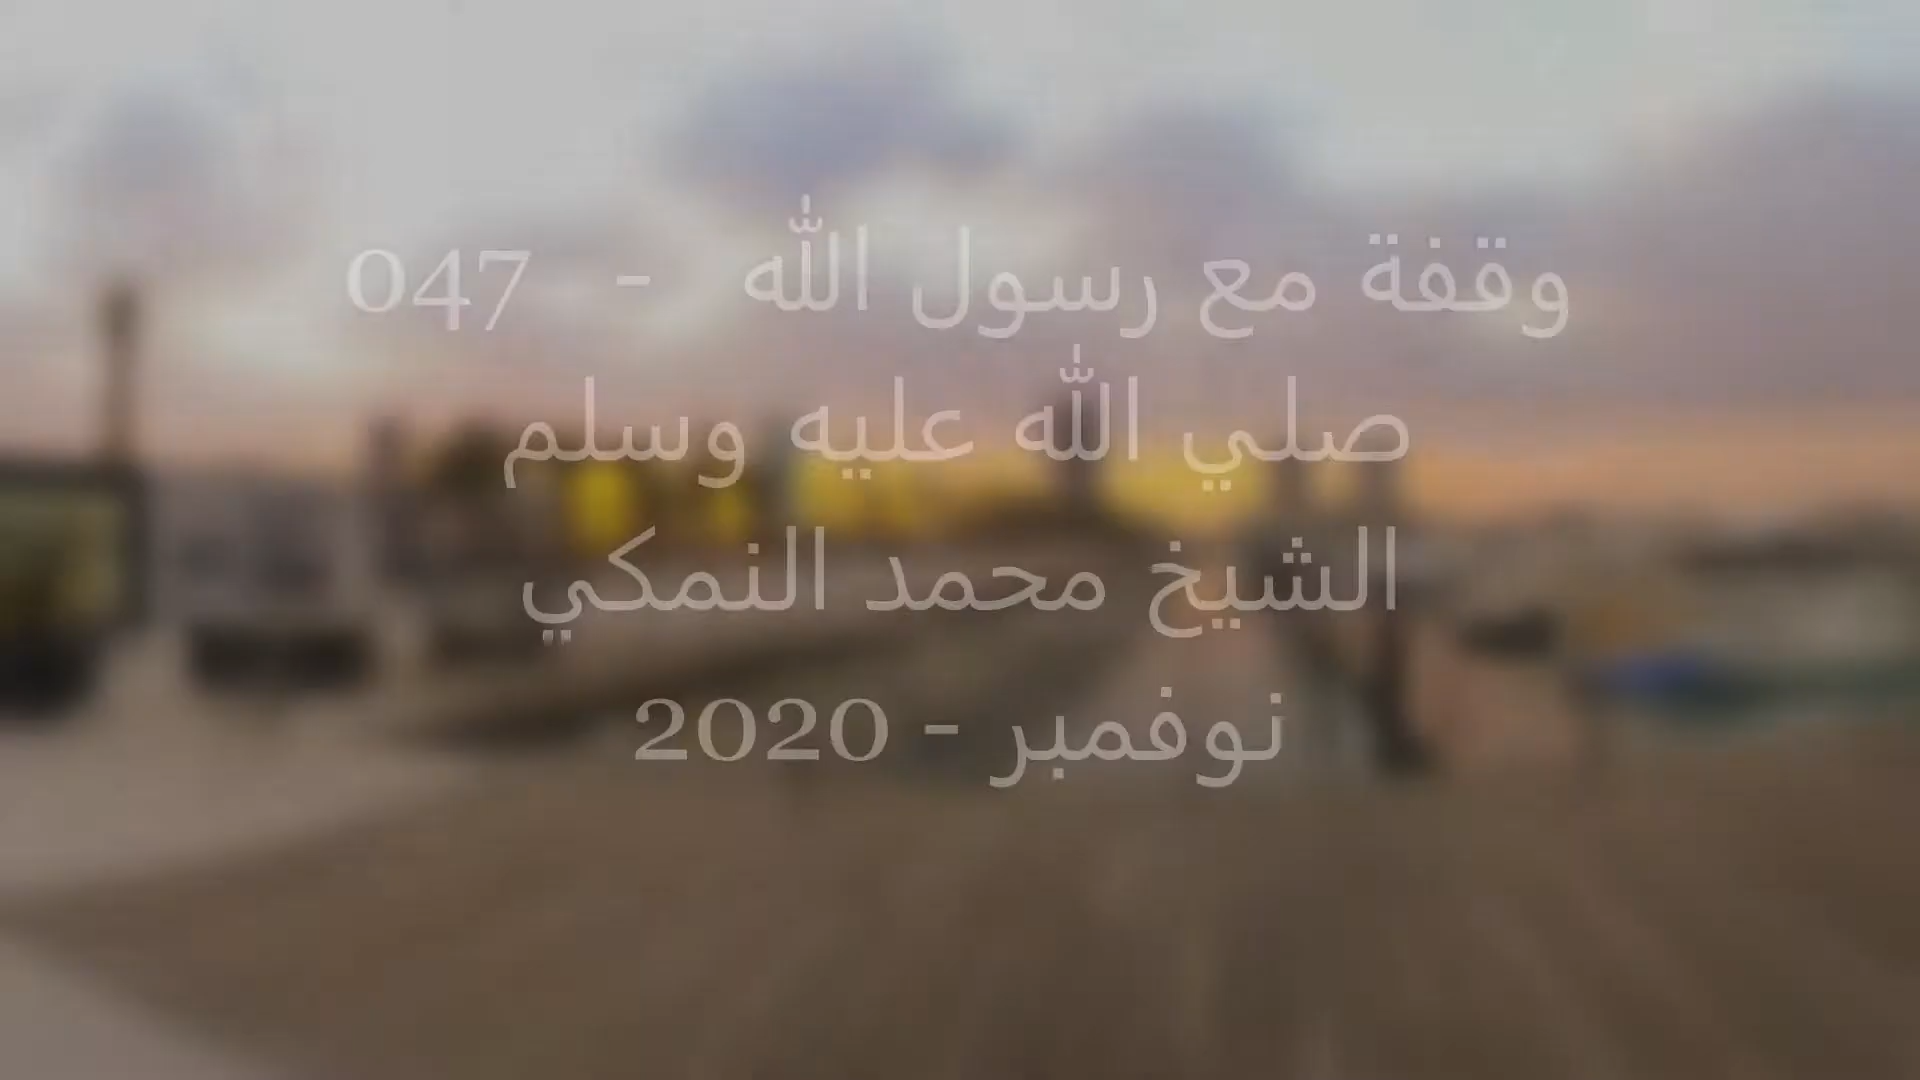 وقفة مع رسول الله - 047
صلي الله عليه وسلم
الشيخ محمد النمكي
نوفمبر - 2020